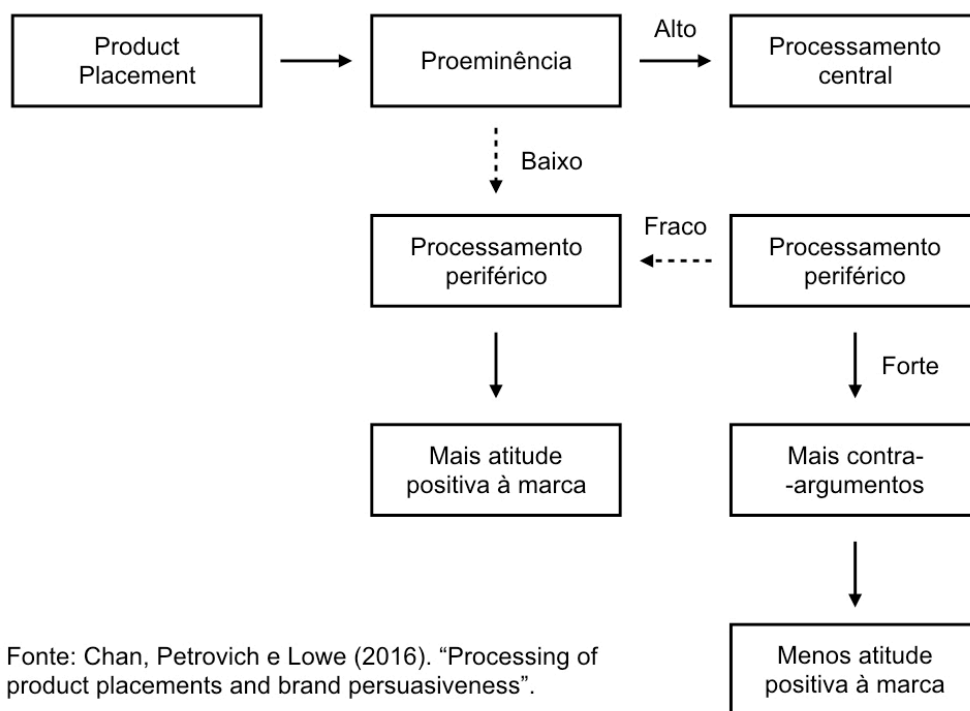 Product
Placement
Proeminência
Alto
Processamento
central
Baixo
Processamento
periférico
Fraco
Processamento
periférico
Forte
Mais atitude
positiva à marca
Mais contra-
-argumentos
Fonte: Chan, Petrovich e Lowe (2016). “Processing of
product placements and brand persuasiveness”.
Menos atitude
positiva à marca